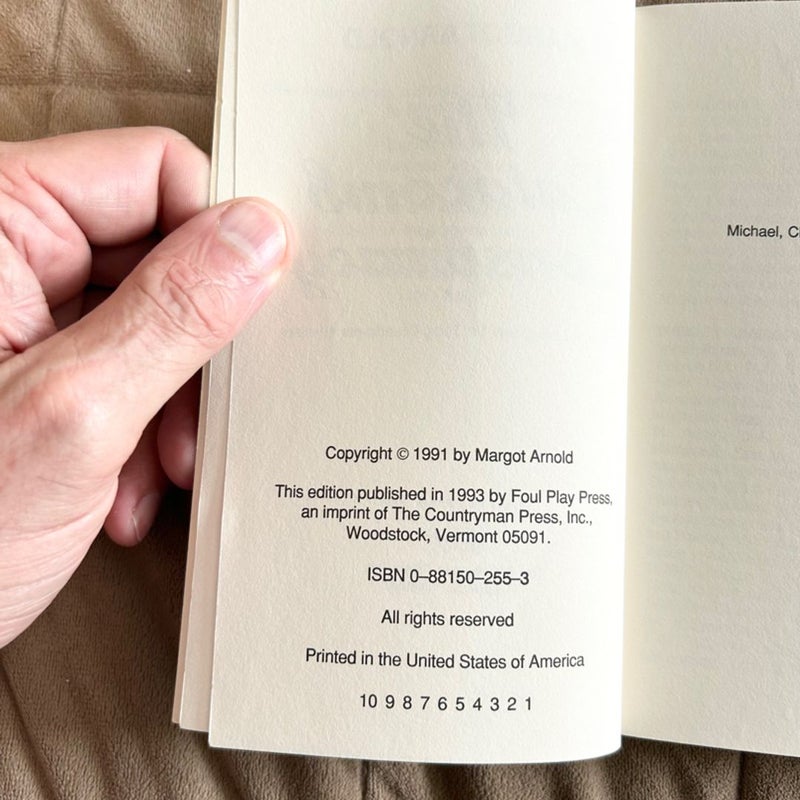 Copyright © 1991 by Margot Arnold
This edition published in 1993 by Foul Play Press,
an imprint of The Countryman Press, Inc.,
Woodstock, Vermont 05091.
ISBN 0–88150–255–3
All rights reserved
Printed in the United States of America
10 9 8 7 6 5 4 3 2 1
Michael,